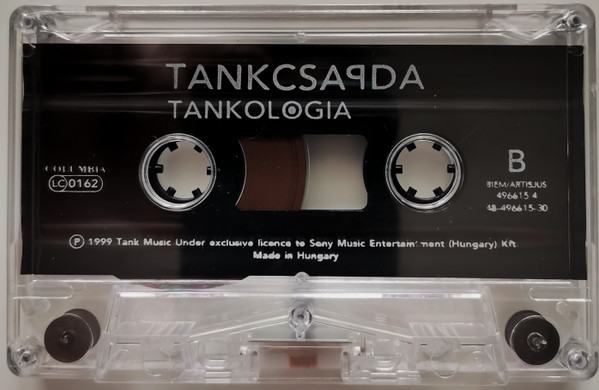 TANKCSAPDA
TANKOLOGIA
COLUMBIA
LC 0162
B
BIEM/ARTISJUS
496615 4
48-496615-30
Ⓟ 1999 Tank Music Under exclusive licence to Sony Music Entertainment (Hungary) Kft
Made in Hungary